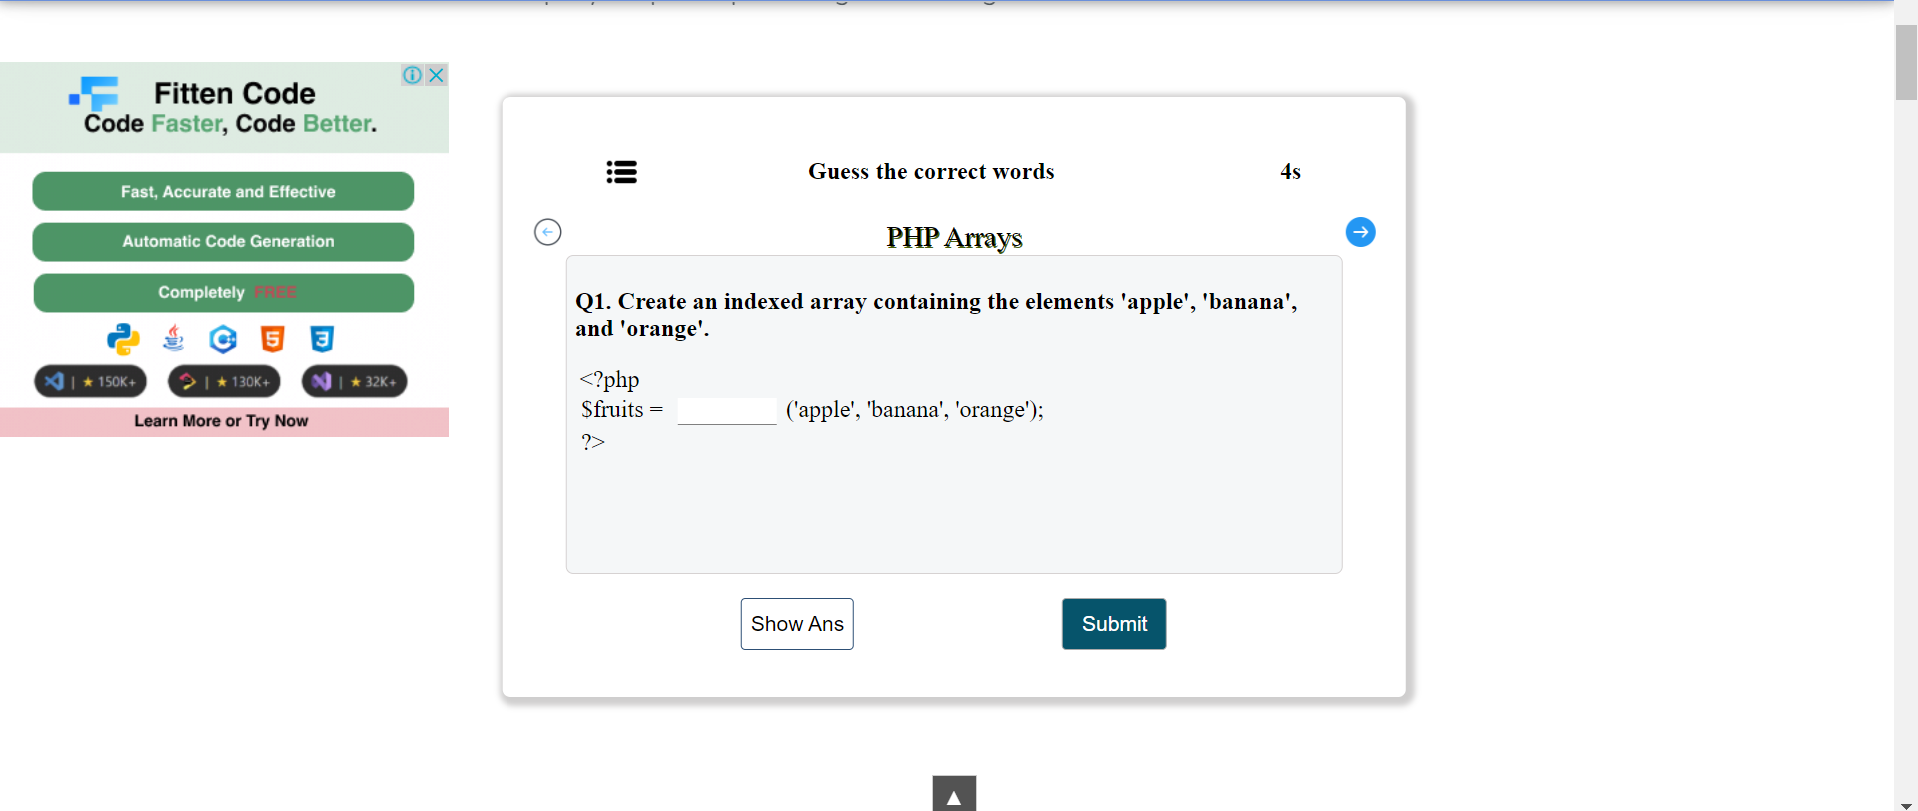 Fitten Code
Code Faster, Code Better.
Fast, Accurate and Effective
Automatic Code Generation
Completely FREE
| ★ 150K+ | ★ 130K+ | ★ 32K+
Learn More or Try Now
Guess the correct words
4s
PHP Arrays
Q1. Create an indexed array containing the elements 'apple', 'banana',
and 'orange'.
<?php
$fruits = ('apple', 'banana', 'orange');
?>
Show Ans
Submit